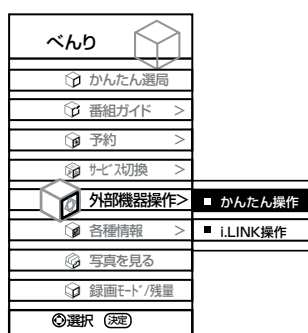 べんり
かんたん選局
番組ガイド >
予約 >
ｻｰﾋﾞｽ切換 >
外部機器操作>
■ かんたん操作
■ i.LINK操作
各種情報 >
写真を見る
録画ﾓｰﾄﾞ/残量
選択 決定